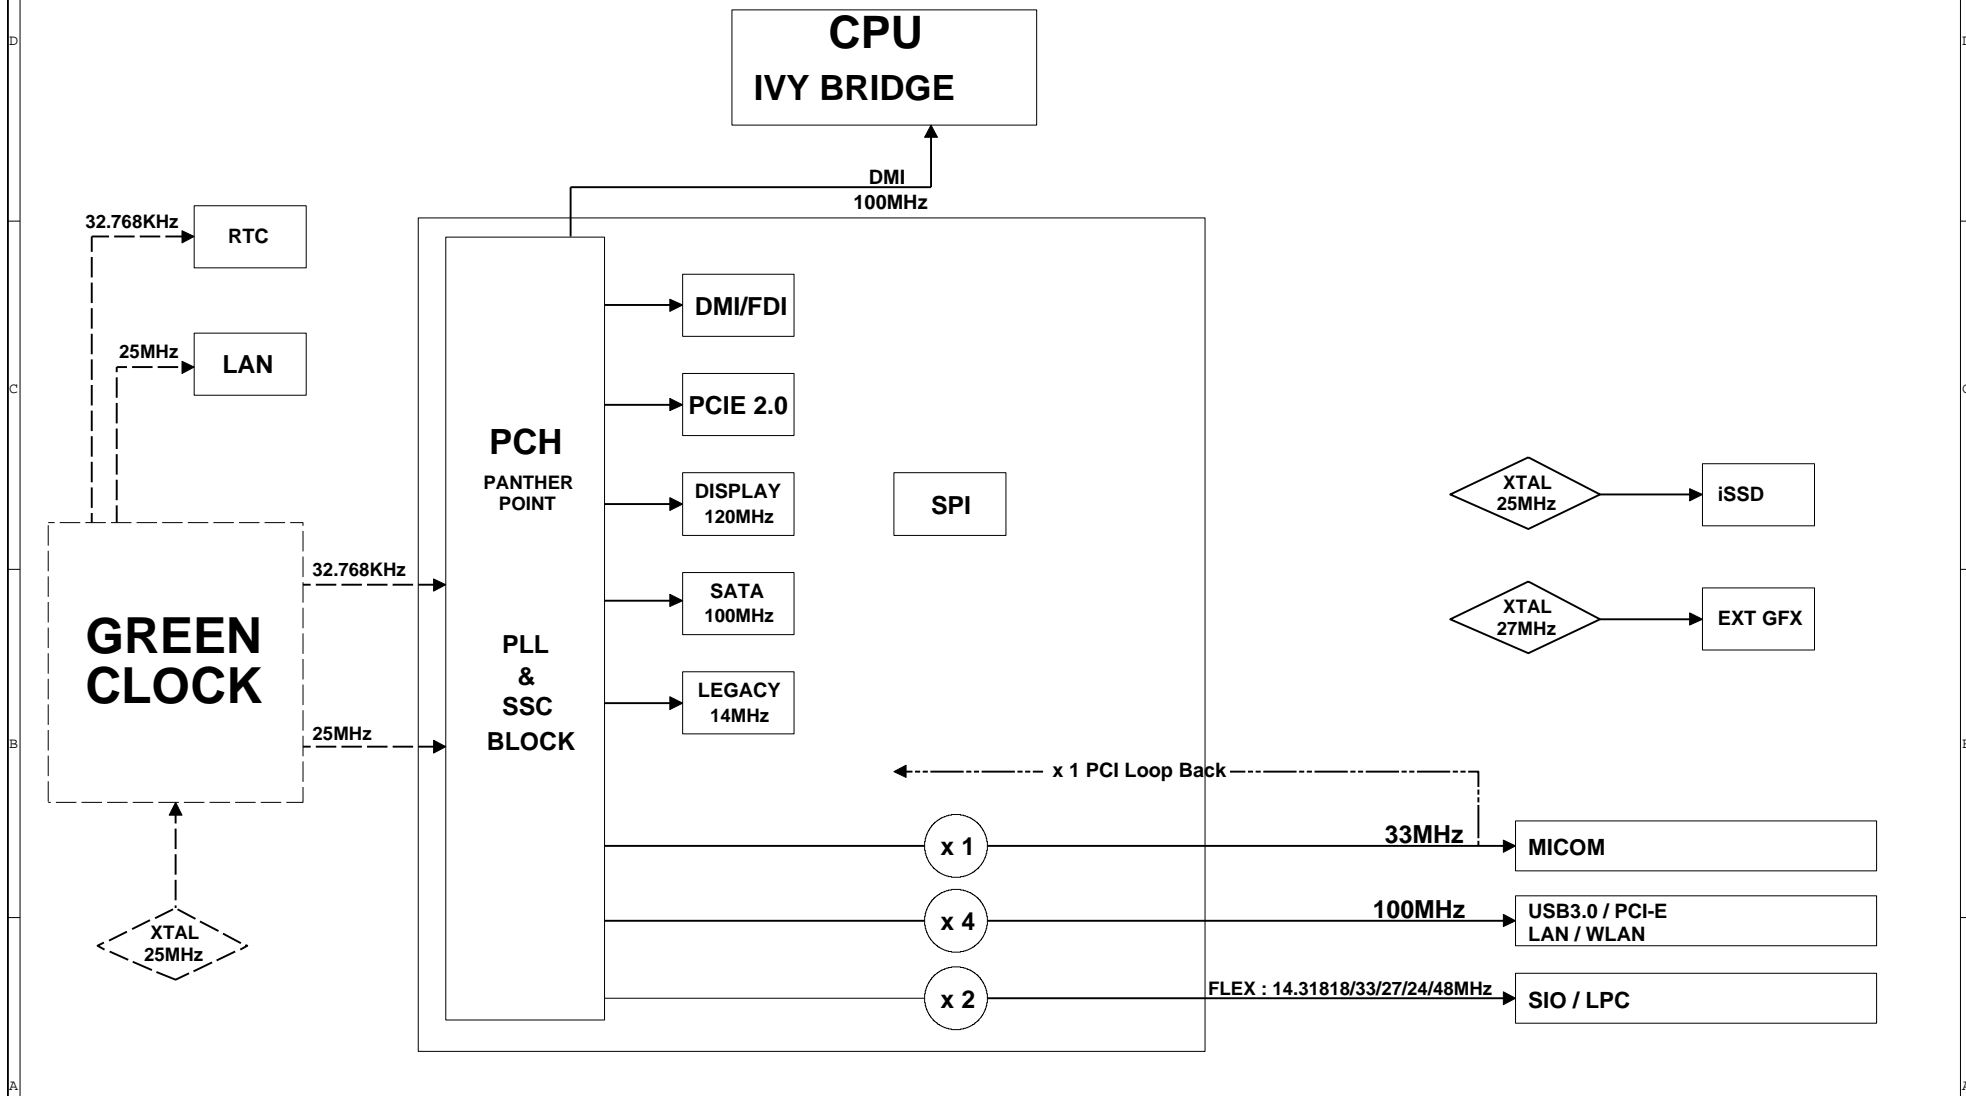 D
CPU
IVY BRIDGE
DMI
100MHz
32.768KHz
RTC
25MHz
LAN
DMI/FDI
C
PCIE 2.0
PCH
PANTHER
POINT
DISPLAY
120MHz
SPI
XTAL
25MHz
iSSD
32.768KHz
SATA
100MHz
XTAL
27MHz
EXT GFX
GREEN
CLOCK
PLL
&
SSC
BLOCK
LEGACY
14MHz
25MHz
B
x 1 PCI Loop Back
x 1
33MHz
MICOM
x 4
100MHz
USB3.0 / PCI-E
LAN / WLAN
XTAL
25MHz
x 2
FLEX : 14.31818/33/27/24/48MHz
SIO / LPC
A